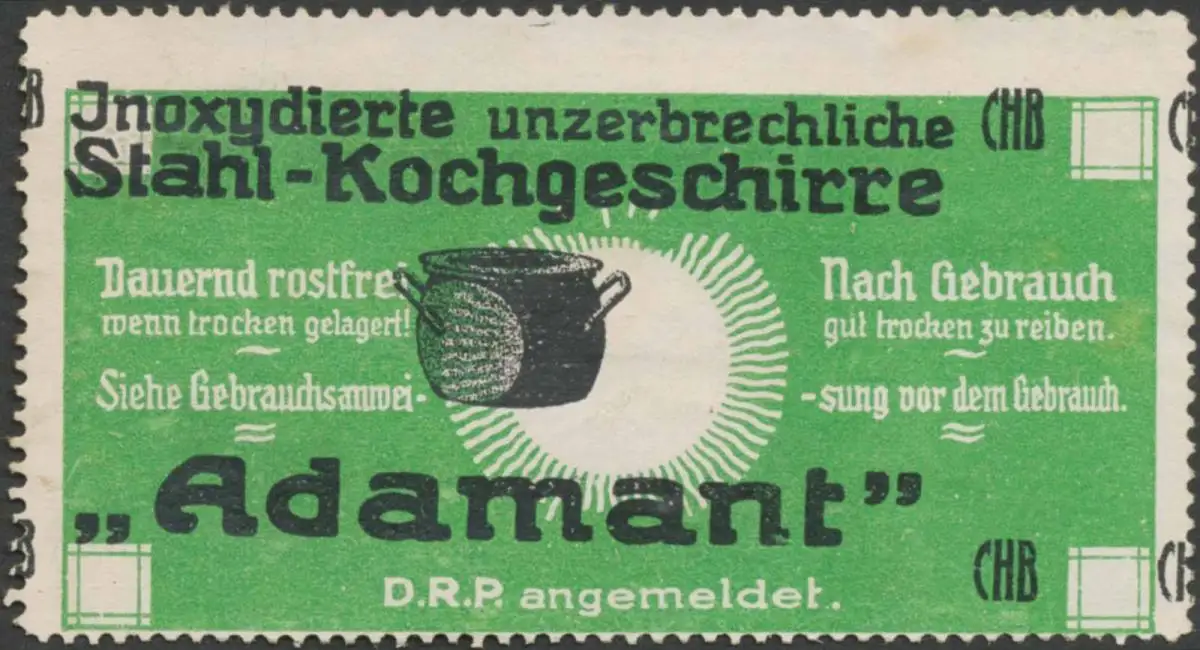 Inoxydierte unzerbrechliche
Stahl-Kochgeschirre
CHB
Dauernd rostfrei
wenn trocken gelagert!
Siehe Gebrauchsanwei-
Nach Gebrauch
gut trocken zu reiben.
-sung vor dem Gebrauch.
„Adamant”
D.R.P. angemeldet.
CHB